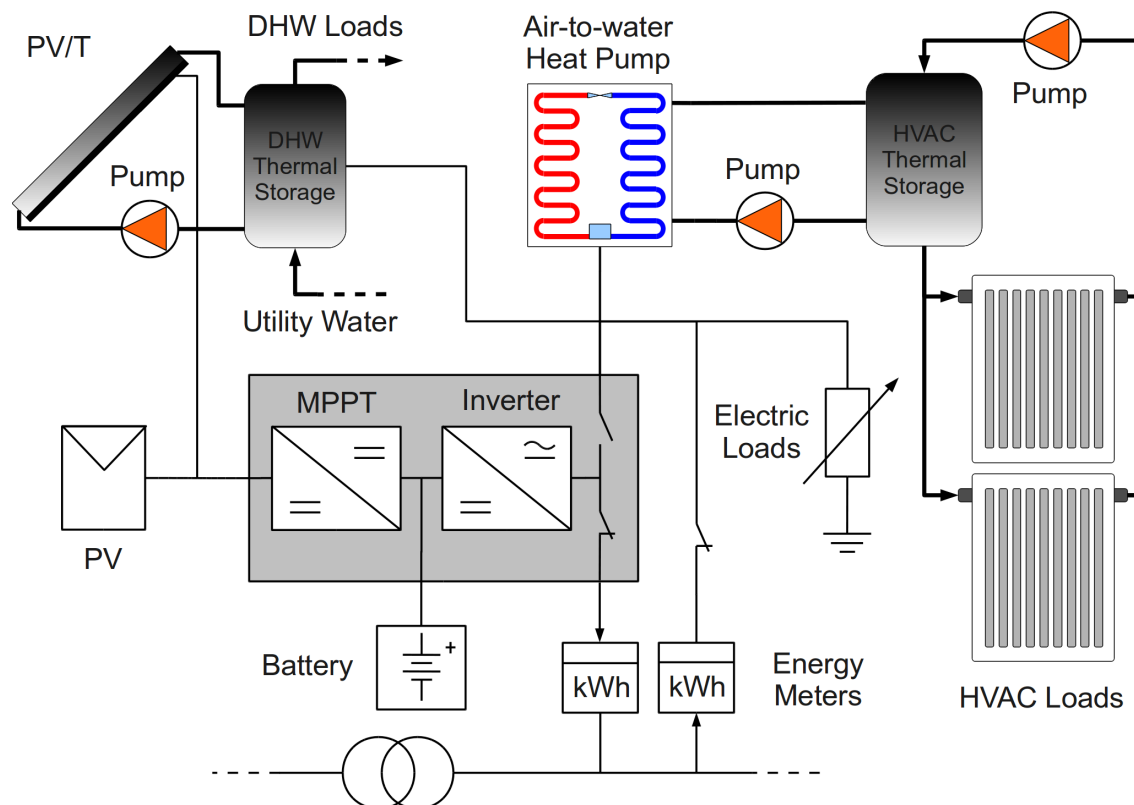 DHW Loads
Air-to-water
Heat Pump
PV/T
Pump
DHW
Thermal
Storage
HVAC
Thermal
Storage
Pump
Pump
Utility Water
MPPT
Inverter
Electric
Loads
PV
Battery
+
kWh
kWh
Energy
Meters
HVAC Loads